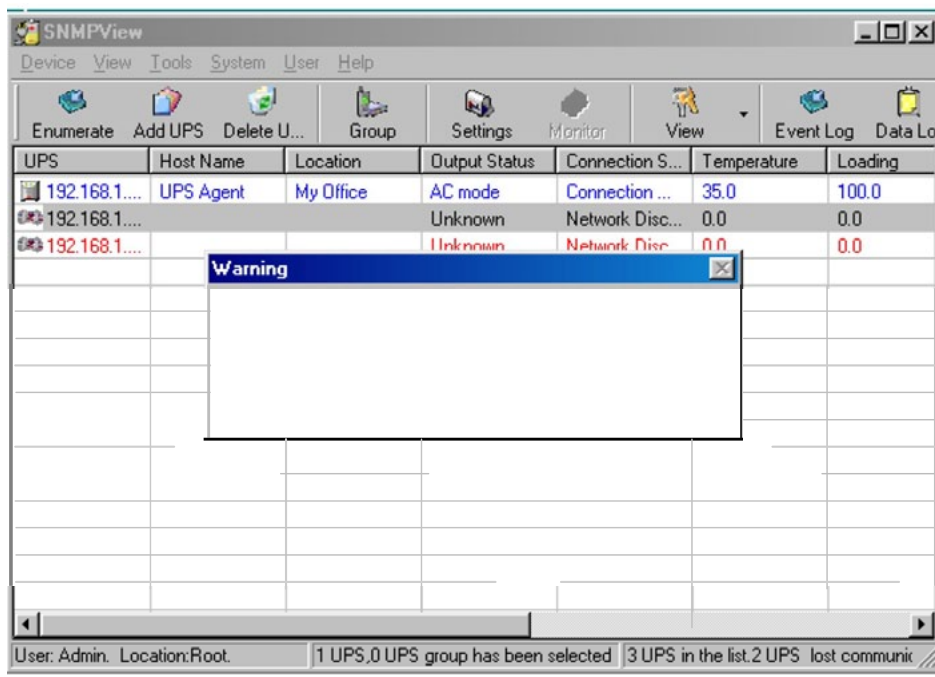 SNMPView
Device View Tools System User Help
Enumerate Add UPS Delete U... Group Settings Monitor View Event Log Data Lo
UPS Host Name Location Output Status Connection S... Temperature Loading
192.168.1.... UPS Agent My Office AC mode Connection ... 35.0 100.0
192.168.1.... Unknown Network Disc... 0.0 0.0
192.168.1.... Unknown Network Disc 0.0 0.0
Warning
User: Admin. Location:Root. 1 UPS,0 UPS group has been selected 3 UPS in the list.2 UPS lost communic